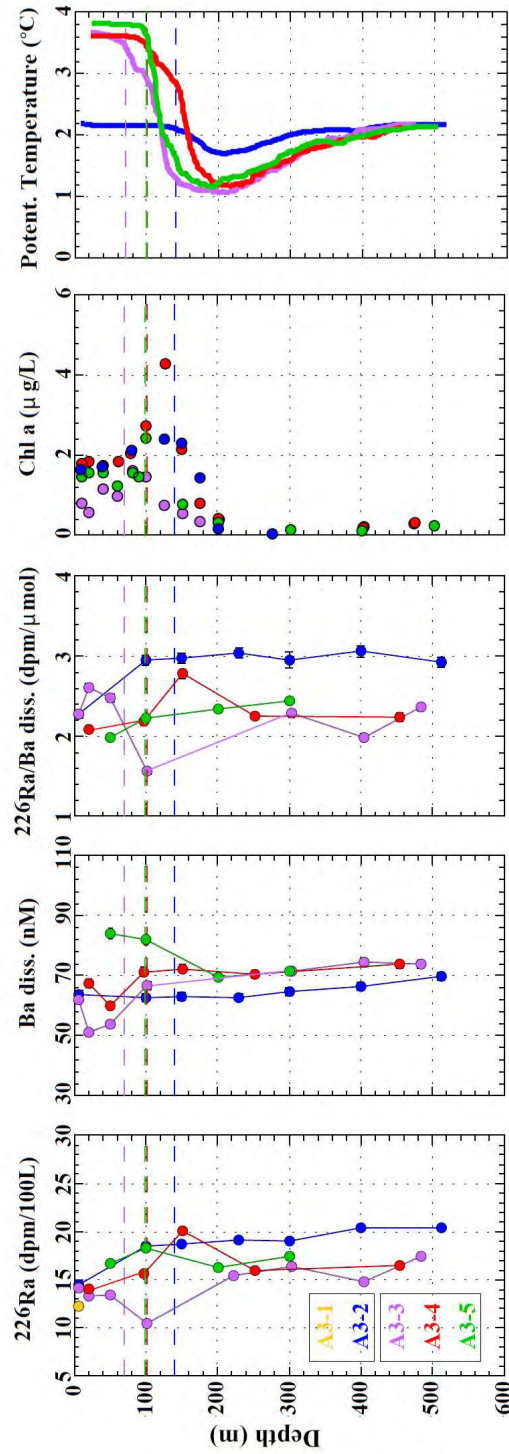 ²²⁶Ra (dpm/100L) Ba diss. (nM) ²²⁶Ra/Ba diss. (dpm/µmol) Chl a (µg/L) Potent. Temperature (°C)
5 10 15 20 25 30 30 50 70 90 110 1 2 3 4 0 2 4 6 0 1 2 3 4
Depth (m)
0
100
200
300
400
500
600
A3-1
A3-2
A3-3
A3-4
A3-5